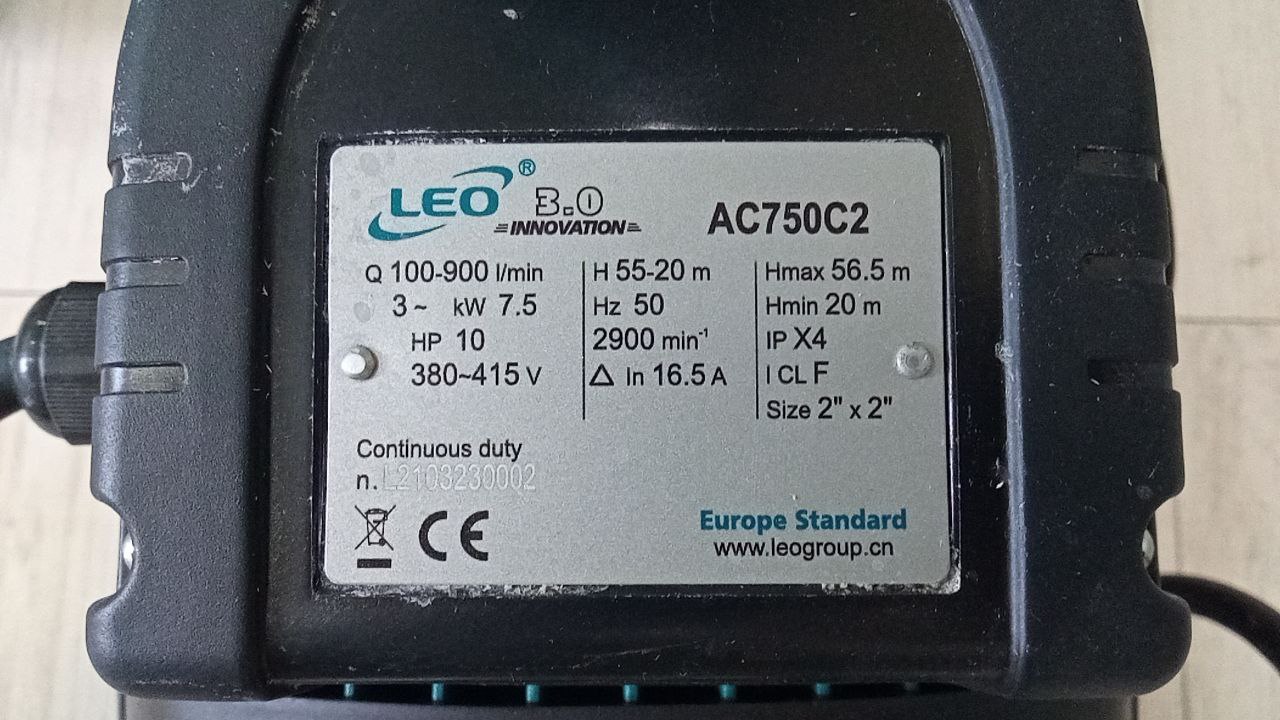 LEO® 3.0
INNOVATION
AC750C2
Q 100-900 l/min
3~ kW 7.5
HP 10
380~415 V
H 55-20 m
Hz 50
2900 min⁻¹
△ In 16.5 A
Hmax 56.5 m
Hmin 20 m
IP X4
I CL F
Size 2" x 2"
Continuous duty
n. L2103230002
CE
Europe Standard
www.leogroup.cn